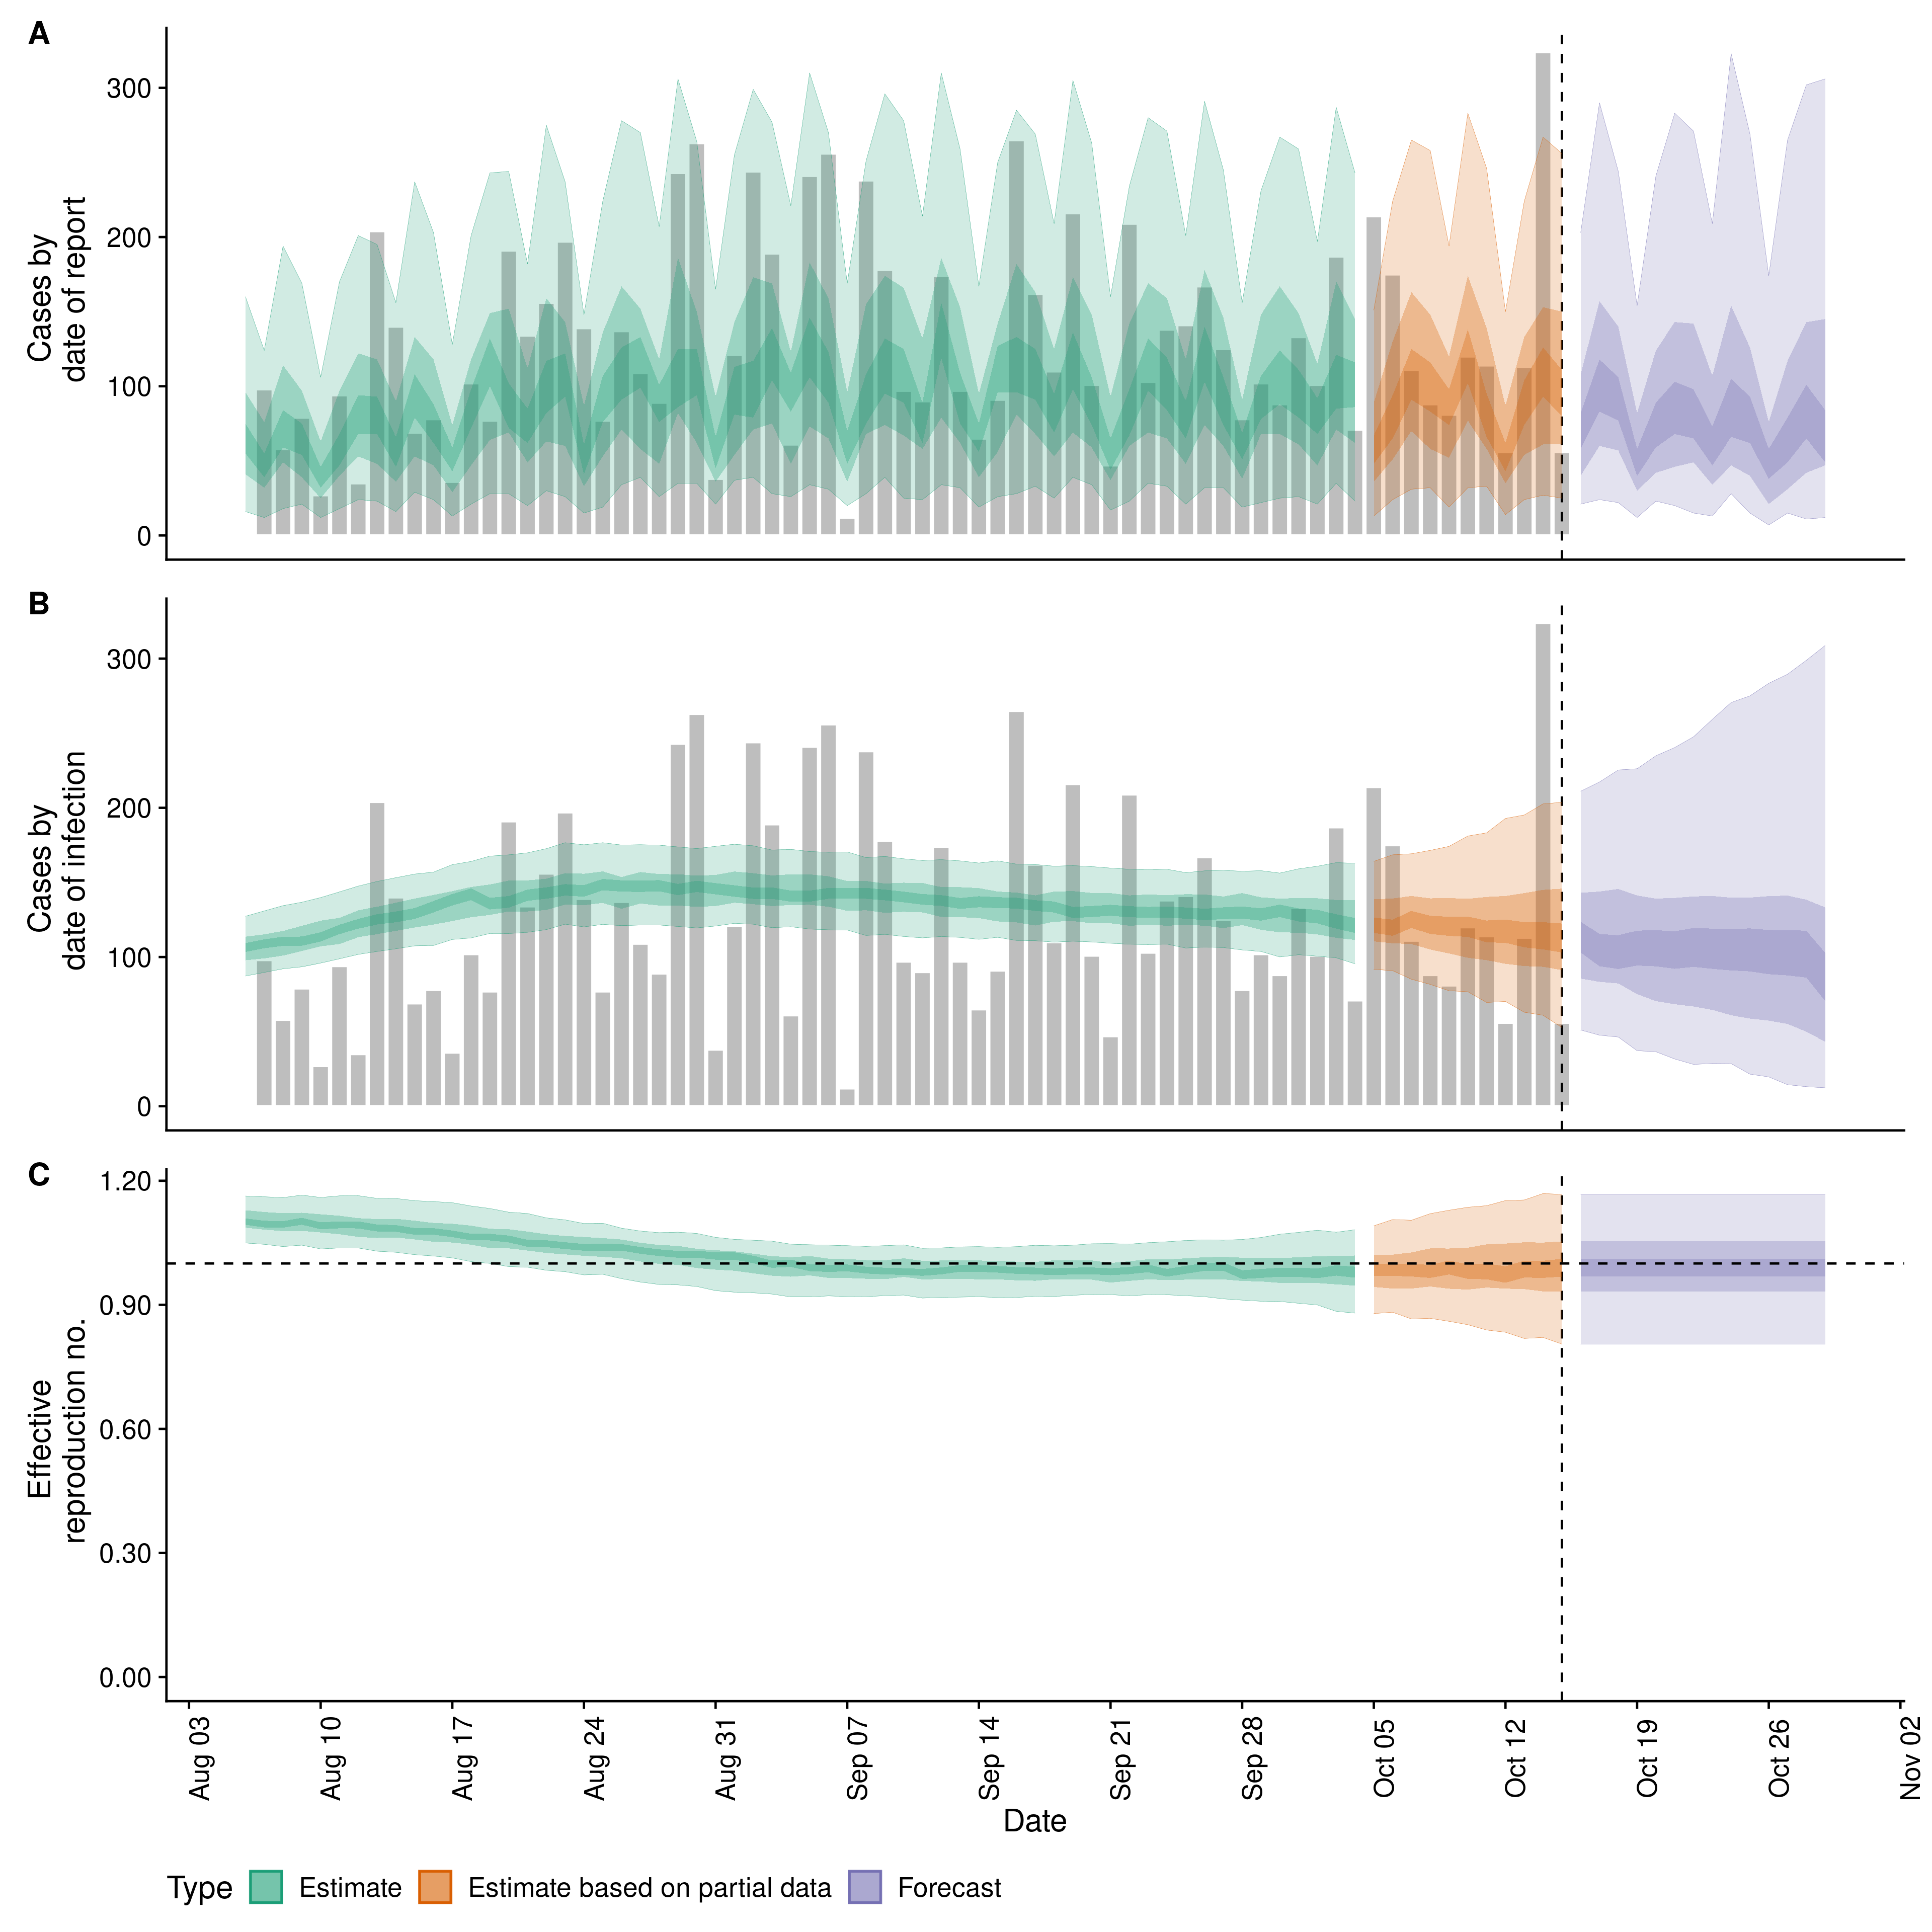 A
Cases by
date of report
300
200
100
0
B
Cases by
date of infection
300
200
100
0
C
Effective
reproduction no.
1.20
0.90
0.60
0.30
0.00
Aug 03
Aug 10
Aug 17
Aug 24
Aug 31
Sep 07
Sep 14
Sep 21
Sep 28
Oct 05
Oct 12
Oct 19
Oct 26
Nov 02
Date
Type Estimate Estimate based on partial data Forecast